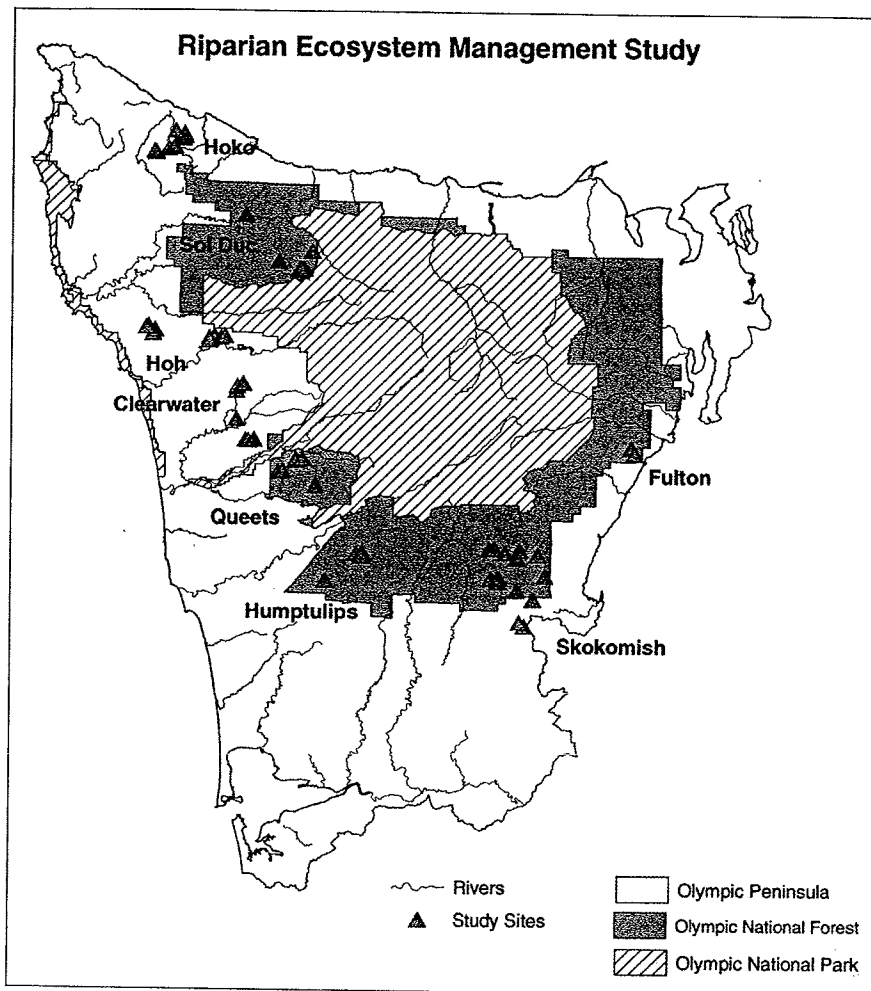 Riparian Ecosystem Management Study
Hoko
Sol Duc
Hoh
Clearwater
Fulton
Queets
Humptulips
Skokomish
Rivers
Study Sites
Olympic Peninsula
Olympic National Forest
Olympic National Park